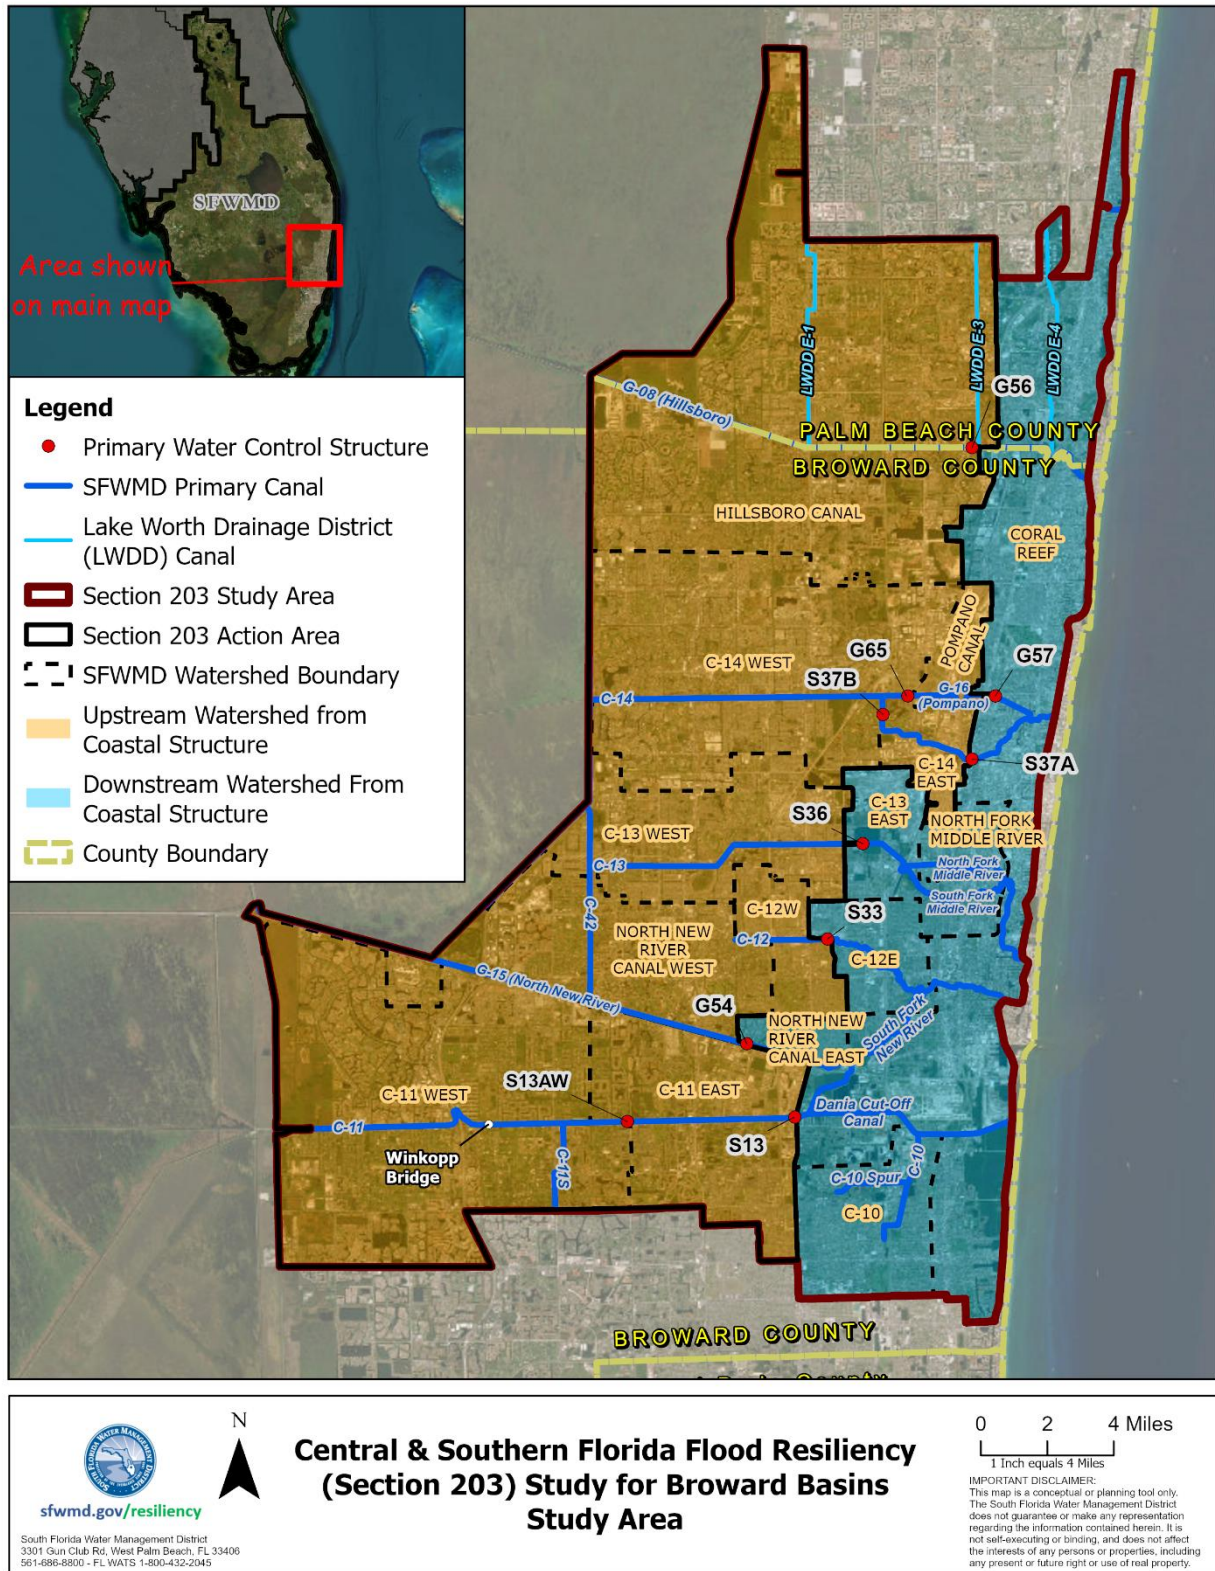 SFWMD
Area shown
on main map
Legend
Primary Water Control Structure
SFWMD Primary Canal
Lake Worth Drainage District
(LWDD) Canal
Section 203 Study Area
Section 203 Action Area
SFWMD Watershed Boundary
Upstream Watershed from
Coastal Structure
Downstream Watershed From
Coastal Structure
County Boundary
LWDD E-1
LWDD E-3
LWDD E-4
G56
G-08 (Hillsboro)
PALM BEACH COUNTY
BROWARD COUNTY
HILLSBORO CANAL
CORAL
REEF
POMPANO
CANAL
C-14 WEST
G65
G57
S37B
C-14
G-16
(Pompano)
S37A
C-14
EAST
C-13
EAST
S36
C-13 WEST
NORTH FORK
MIDDLE RIVER
C-13
North Fork
Middle River
South Fork
Middle River
C-42
C-12W
S33
NORTH NEW
RIVER
CANAL WEST
C-12
C-12E
G-15 (North New River)
G54
NORTH NEW
RIVER
CANAL EAST
South Fork
New River
S13AW
C-11 EAST
C-11 WEST
C-11
Dania Cut-Off
Canal
S13
Winkopp
Bridge
C-11S
C-10
C-10 Spur
C-10
BROWARD COUNTY
SOUTH FLORIDA WATER MANAGEMENT DISTRICT
sfwmd.gov/resiliency
South Florida Water Management District
3301 Gun Club Rd, West Palm Beach, FL 33406
561-686-8800 - FL WATS 1-800-432-2045
N
Central & Southern Florida Flood Resiliency
(Section 203) Study for Broward Basins
Study Area
0 2 4 Miles
1 Inch equals 4 Miles
IMPORTANT DISCLAIMER:
This map is a conceptual or planning tool only.
The South Florida Water Management District
does not guarantee or make any representation
regarding the information contained herein. It is
not self-executing or binding, and does not affect
the interests of any persons or properties, including
any present or future right or use of real property.